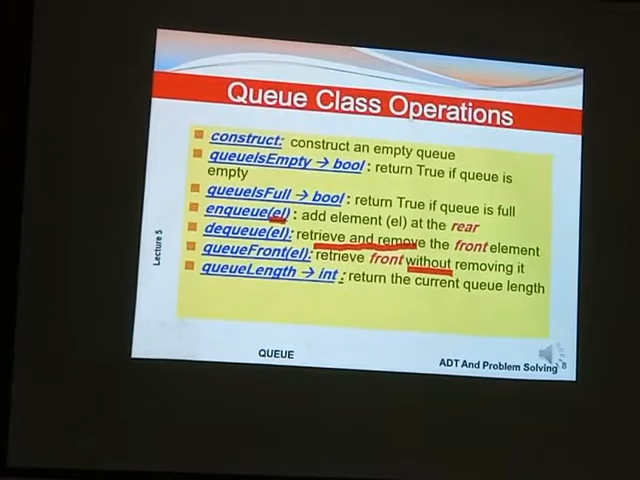 Queue Class Operations
construct: construct an empty queue
queueIsEmpty → bool : return True if queue is
empty
queueIsFull → bool : return True if queue is full
enqueue(el) : add element (el) at the rear
dequeue(el): retrieve and remove the front element
queueFront(el): retrieve front without removing it
queueLength → int : return the current queue length
Lecture 5
QUEUE
ADT And Problem Solving 8